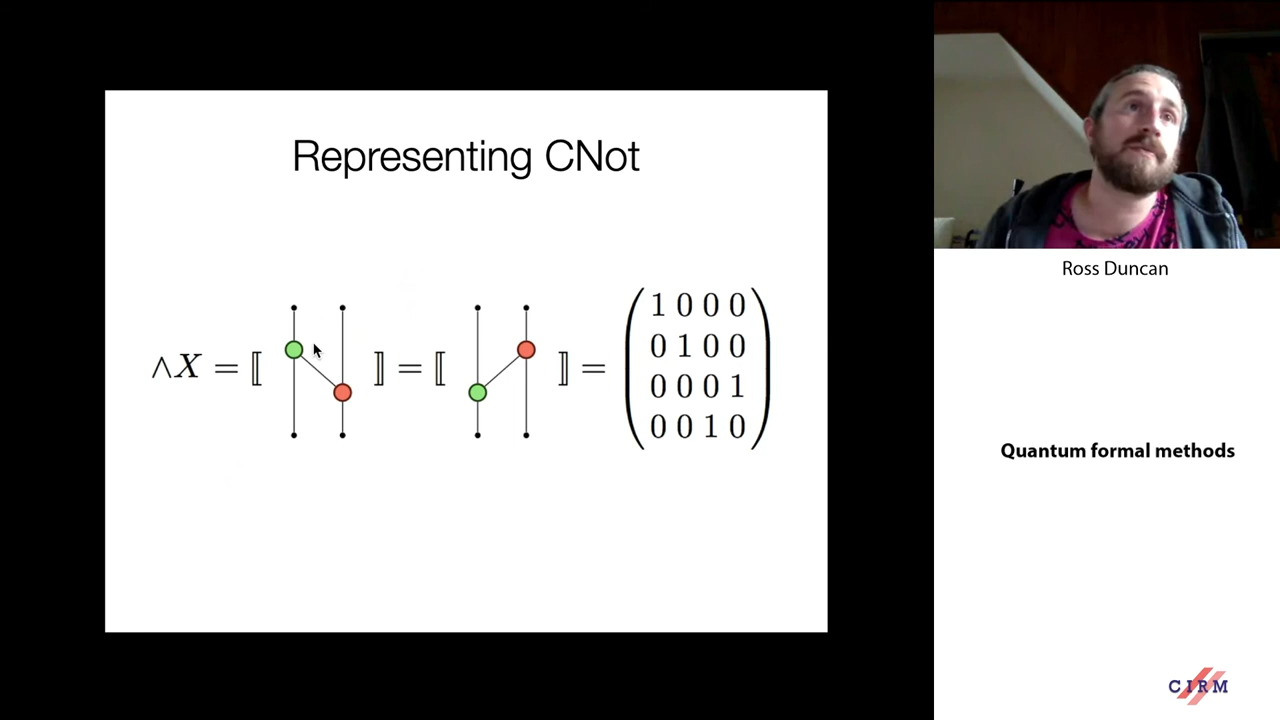 Representing CNot
∧X = ⟦ ⟧ = ⟦ ⟧ =
1 0 0 0
0 1 0 0
0 0 0 1
0 0 1 0
Ross Duncan
Quantum formal methods
CIRM